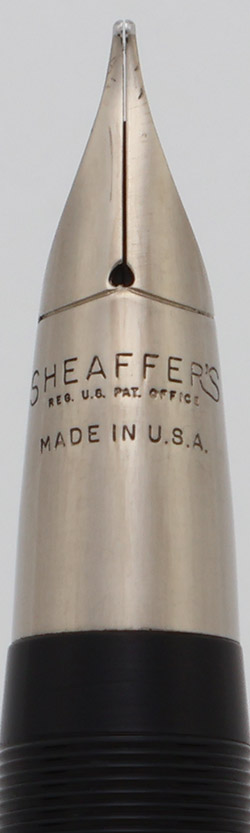 SHEAFFER'S
REG. U.S. PAT. OFFICE
MADE IN U.S.A.